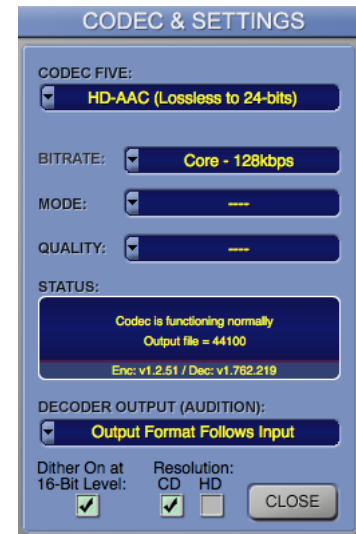 CODEC & SETTINGS
CODEC FIVE:
HD-AAC (Lossless to 24-bits)
BITRATE: Core - 128kbps
MODE: ----
QUALITY: ----
STATUS:
Codec is functioning normally
Output file = 44100
Enc: v1.2.51 / Dec: v1.762.219
DECODER OUTPUT (AUDITION):
Output Format Follows Input
Dither On at Resolution:
16-Bit Level: CD HD
CLOSE